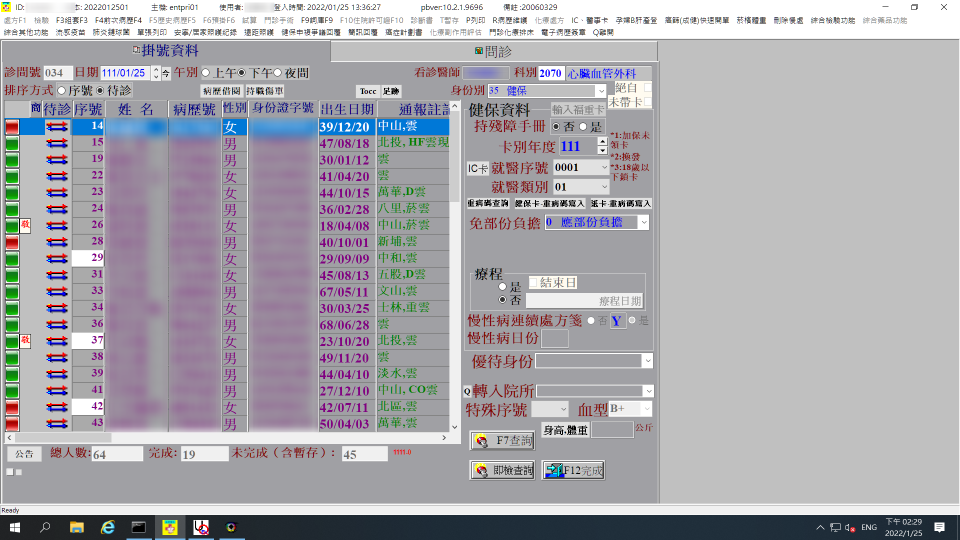 ID: 段: 2022012501 主機: entpri01 使用者: 登入時間: 2022/01/25 13:36:27 pbver:10.2.1.9696 備註: 20060329
處方F1 檢驗 F3組套F3 F4前次病歷F4 F5歷史病歷F5 F6預掛F6 試算 門診手術 F9詞庫F9 F10住院許可證F10 診斷書 T暫存 P列印 R病歷維護 化療處方 IC、醫事卡 孕婦B肝產登 癌篩(成健)快速開單 菸檳體重 刪除優處 綜合檢驗功能 綜合藥品功能
綜合其他功能 流感疫苗 肺炎鏈球菌 單張列印 安寧/居家照護紀錄 遠距照護 健保申複爭議回覆 簡訊回覆 癌症計劃書 化療副作用評估 門診化療排床 電子病歷簽章 Q離開
掛號資料 問診
診間號 034 日期 111/01/25 今 午別 上午 下午 夜間 看診醫師 科別 2070 心臟血管外科
排序方式 序號 待診 病歷借閱 持職傷單 Tocc 足跡 身份別 35 健保 絕自
未帶卡
商 待診 序號 姓 名 病歷號 性別 身份證字號 出生日期 通報註記
14 女 39/12/20 中山,雲
15 男 47/08/18 北投, HF雲現
19 男 30/01/12 雲
22 女 41/04/20 雲
23 女 44/10/15 萬華,D雲
24 男 36/02/28 八里,菸雲
敬 26 女 18/04/08 中山,菸雲
28 男 40/10/01 新埔,雲
29 女 29/09/09 中和,雲
31 女 45/08/13 五股,D雲
33 男 67/05/11 文山,雲
34 女 30/03/25 士林,重雲
36 男 68/06/28 雲
敬 37 女 23/10/20 北投,雲
38 男 49/11/20 雲
39 男 44/04/10 淡水,雲
41 男 27/12/10 中山, CO雲
42 女 42/07/11 北區,雲
43 男 50/04/03 萬華,雲
公告 總人數: 64 完成: 19 未完成（含暫存）: 45 1111-0
健保資料 輸入福重卡
持殘障手冊 否 是
卡別年度 111
*1:加保未領卡
*2:換發
*3:18歲以下鎖卡
IC卡 就醫序號 0001
就醫類別 01
重病碼查詢 健保卡-重病碼寫入 紙卡-重病碼寫入
免部份負擔 0 應部份負擔
療程 是 否 結束日
療程日期
慢性病連續處方箋 否 Y 是
慢性病日份
優待身份
Q 轉入院所
特殊序號 血型 B+
F7查詢 身高.體重 公斤
即檢查詢 F12完成
Ready
ENG 下午 02:29
2022/1/25